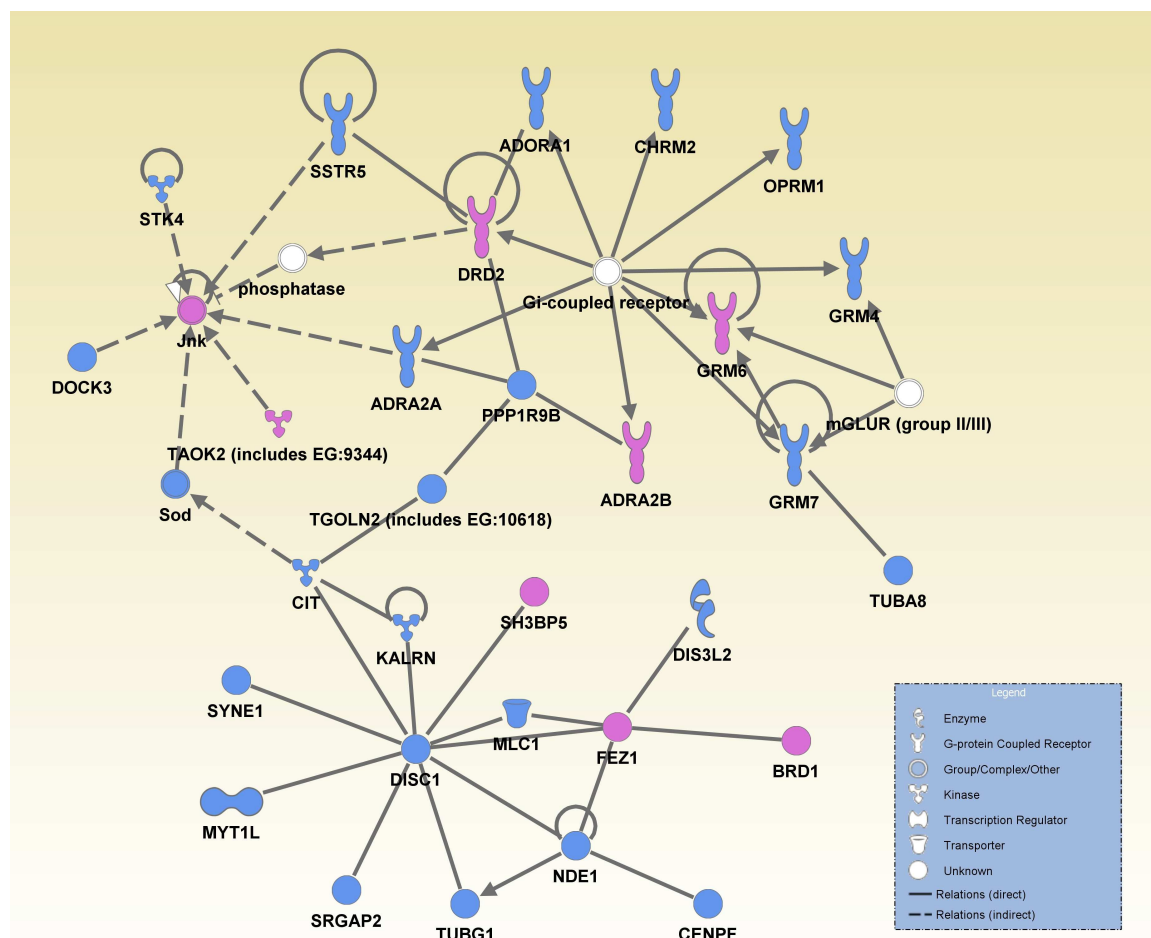 ADORA1
CHRM2
SSTR5
OPRM1
STK4
DRD2
phosphatase
Gi-coupled receptor
GRM4
Jnk
GRM6
DOCK3
ADRA2A
PPP1R9B
mGLUR (group II/III)
TAOK2 (includes EG:9344)
ADRA2B
GRM7
Sod
TGOLN2 (includes EG:10618)
CIT
TUBA8
SH3BP5
KALRN
DIS3L2
SYNE1
MLC1
FEZ1
BRD1
DISC1
MYT1L
NDE1
SRGAP2
TUBG1
CENPF
Legend
Enzyme
G-protein Coupled Receptor
Group/Complex/Other
Kinase
Transcription Regulator
Transporter
Unknown
Relations (direct)
Relations (indirect)